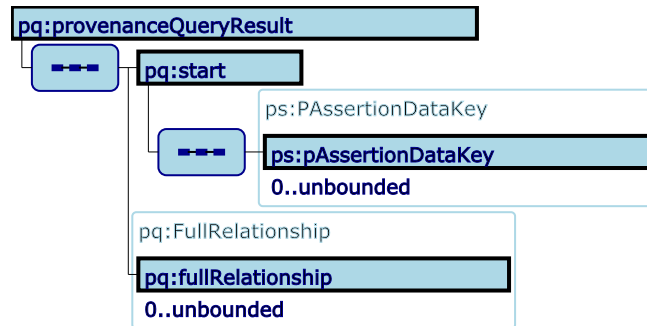 pq:provenanceQueryResult
pq:start
ps:PAssertionDataKey
ps:pAssertionDataKey
0..unbounded
pq:FullRelationship
pq:fullRelationship
0..unbounded